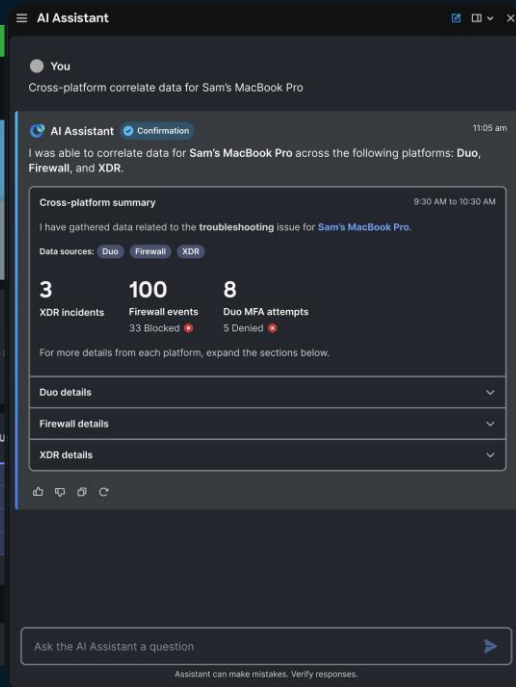 AI Assistant
You
Cross-platform correlate data for Sam's MacBook Pro
AI Assistant Confirmation 11:05 am
I was able to correlate data for Sam's MacBook Pro across the following platforms: Duo,
Firewall, and XDR.
Cross-platform summary 9:30 AM to 10:30 AM
I have gathered data related to the troubleshooting issue for Sam's MacBook Pro.
Data sources: Duo Firewall XDR
3 100 8
XDR incidents Firewall events Duo MFA attempts
33 Blocked 5 Denied
For more details from each platform, expand the sections below.
Duo details
Firewall details
XDR details
Ask the AI Assistant a question
Assistant can make mistakes. Verify responses.